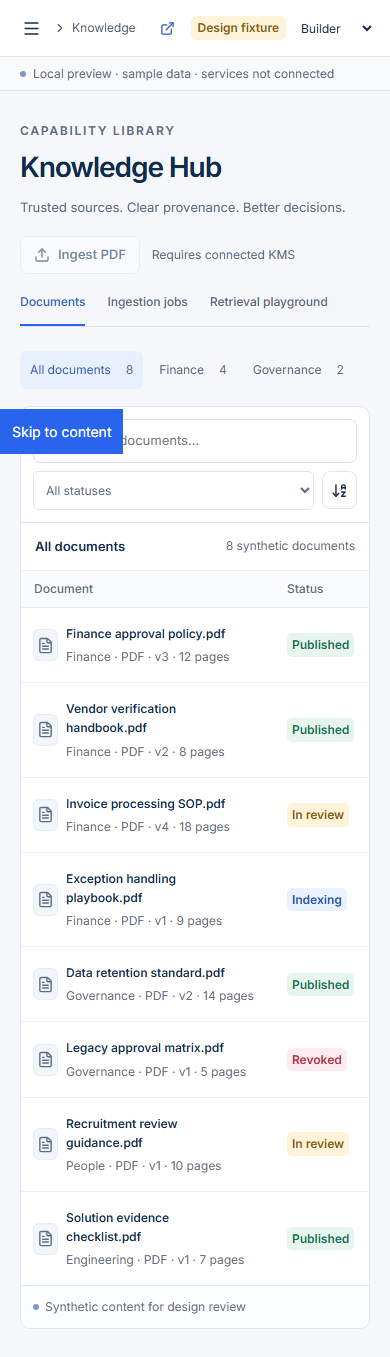 Knowledge
Design fixture
Builder
Local preview · sample data · services not connected
CAPABILITY LIBRARY
Knowledge Hub
Trusted sources. Clear provenance. Better decisions.
Ingest PDF
Requires connected KMS
Documents
Ingestion jobs
Retrieval playground
All documents 8
Finance 4
Governance 2
Skip to content
documents...
All statuses
All documents
8 synthetic documents
Document
Status
Finance approval policy.pdf
Finance · PDF · v3 · 12 pages
Published
Vendor verification
handbook.pdf
Finance · PDF · v2 · 8 pages
Published
Invoice processing SOP.pdf
Finance · PDF · v4 · 18 pages
In review
Exception handling
playbook.pdf
Finance · PDF · v1 · 9 pages
Indexing
Data retention standard.pdf
Governance · PDF · v2 · 14 pages
Published
Legacy approval matrix.pdf
Governance · PDF · v1 · 5 pages
Revoked
Recruitment review
guidance.pdf
People · PDF · v1 · 10 pages
In review
Solution evidence
checklist.pdf
Engineering · PDF · v1 · 7 pages
Published
Synthetic content for design review